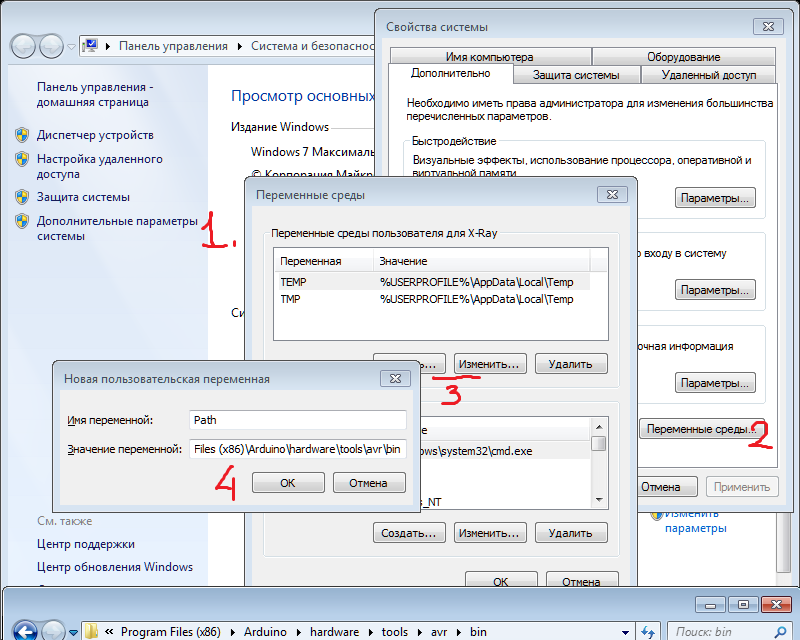 Свойства системы
Панель управления
Система и безопаснос
Имя компьютера
Оборудование
Дополнительно
Защита системы
Удаленный доступ
Панель управления -
домашняя страница
Диспетчер устройств
Настройка удаленного
доступа
Защита системы
Дополнительные параметры
системы
1.
Просмотр основных
Издание Windows
Windows 7 Максималь
© Корпорация Майкр
Необходимо иметь права администратора для изменения большинства
перечисленных параметров.
Быстродействие
Визуальные эффекты, использование процессора, оперативной и
виртуальной памяти
Параметры...
о входу в систему
Параметры...
очная информация
Параметры...
Переменные среды...
2
Отмена
Применить
Переменные среды
Переменные среды пользователя для X-Ray
Переменная
Значение
TEMP
%USERPROFILE%\AppData\Local\Temp
TMP
%USERPROFILE%\AppData\Local\Temp
Си
ть...
Изменить...
Удалить
3
е
ows\system32\cmd.exe
s_NT
Создать...
Изменить...
Удалить
OK
Отмена
Новая пользовательская переменная
Имя переменной:
Path
Значение переменной:
Files (x86)\Arduino\hardware\tools\avr\bin
4
OK
Отмена
См. также
Центр поддержки
Центр обновления Windows
Изменить
параметры
« Program Files (x86)
Arduino
hardware
tools
avr
bin
Поиск: bin